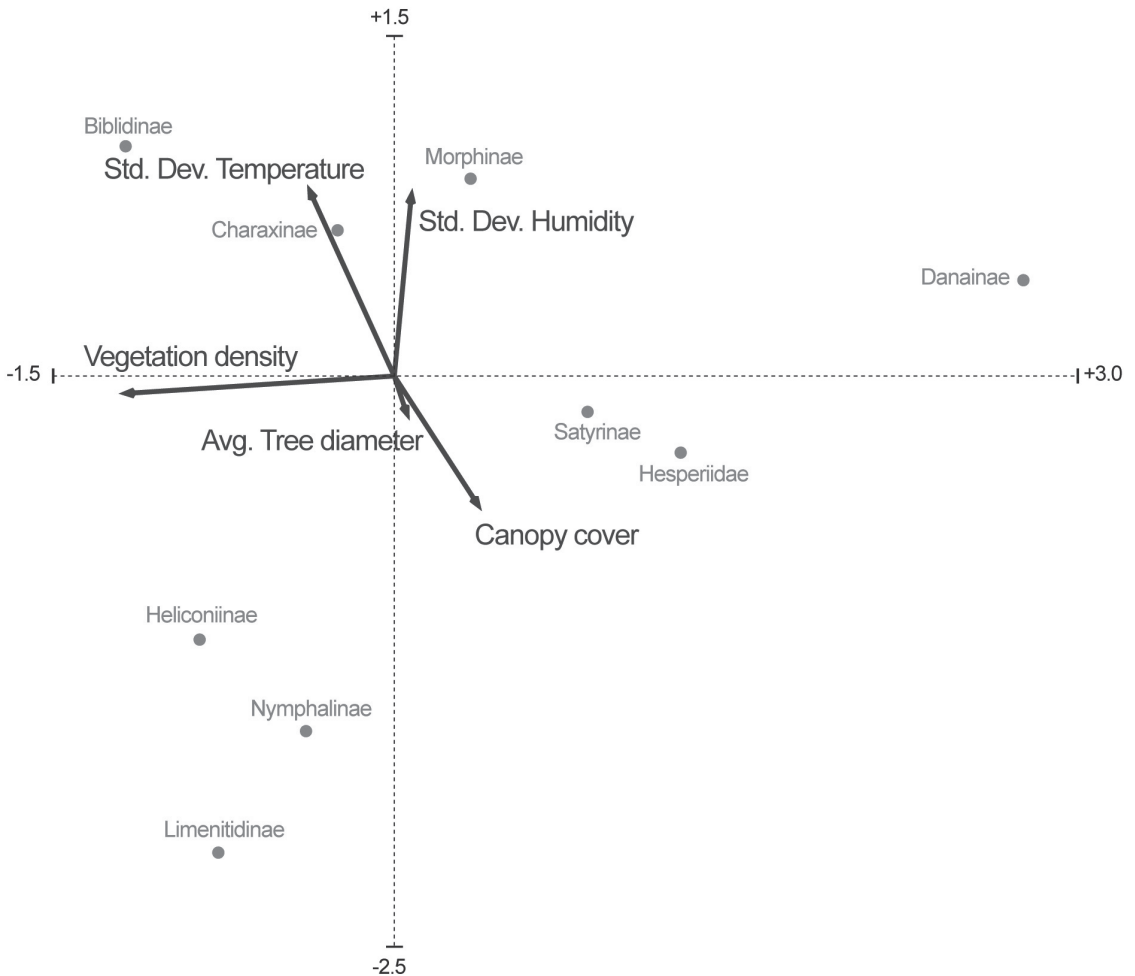 +1.5
Biblidinae
Std. Dev. Temperature
Morphinae
Charaxinae
Std. Dev. Humidity
Danainae
Vegetation density
-1.5
+3.0
Avg. Tree diameter
Satyrinae
Hesperiidae
Canopy cover
Heliconiinae
Nymphalinae
Limenitidinae
-2.5